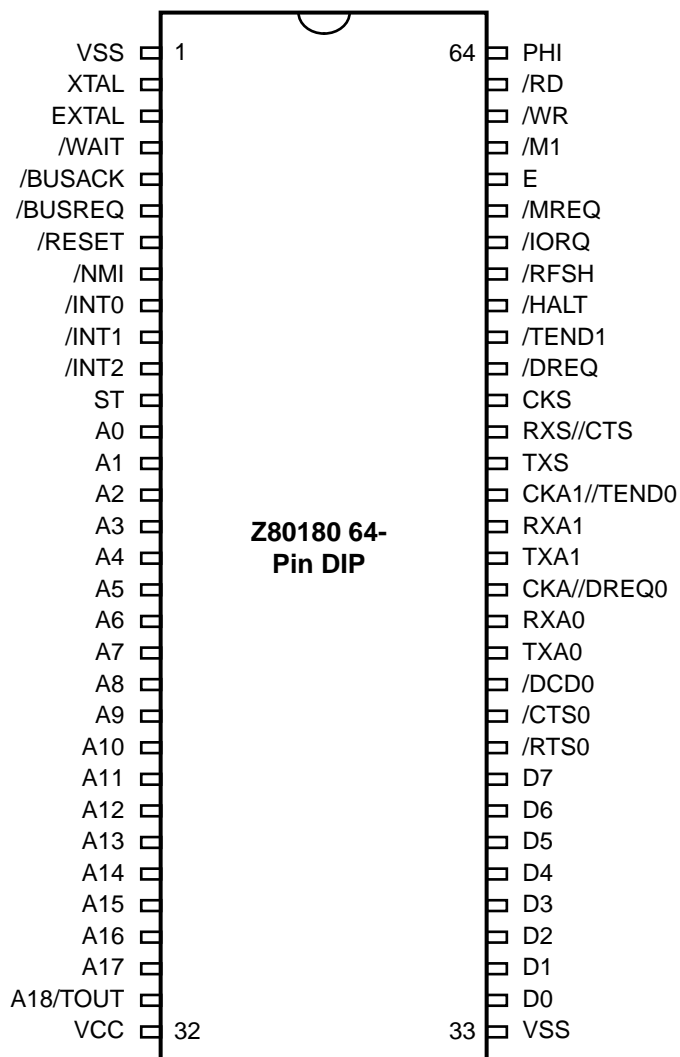 VSS 1 64 PHI
XTAL /RD
EXTAL /WR
/WAIT /M1
/BUSACK E
/BUSREQ /MREQ
/RESET /IORQ
/NMI /RFSH
/INT0 /HALT
/INT1 /TEND1
/INT2 /DREQ
ST CKS
A0 RXS//CTS
A1 TXS
A2 CKA1//TEND0
A3 RXA1
Z80180 64-
Pin DIP
A4 TXA1
A5 CKA//DREQ0
A6 RXA0
A7 TXA0
A8 /DCD0
A9 /CTS0
A10 /RTS0
A11 D7
A12 D6
A13 D5
A14 D4
A15 D3
A16 D2
A17 D1
A18/TOUT D0
VCC 32 33 VSS